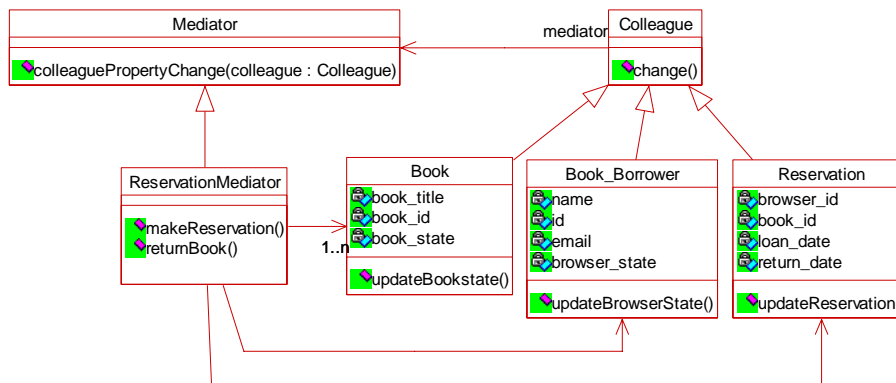 Mediator
colleaguePropertyChange(colleague : Colleague)
mediator
Colleague
change()
ReservationMediator
makeReservation()
returnBook()
1..n
Book
book_title
book_id
book_state
updateBookstate()
Book_Borrower
name
id
email
browser_state
updateBrowserState()
Reservation
browser_id
book_id
loan_date
return_date
updateReservation